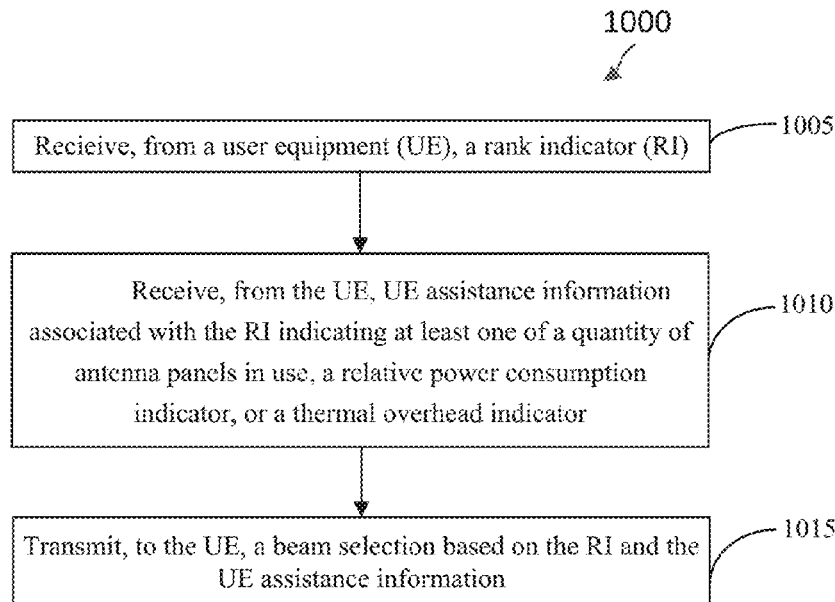 1000
Recieive, from a user equipment (UE), a rank indicator (RI)
1005
Receive, from the UE, UE assistance information
associated with the RI indicating at least one of a quantity of
antenna panels in use, a relative power consumption
indicator, or a thermal overhead indicator
1010
Transmit, to the UE, a beam selection based on the RI and the
UE assistance information
1015